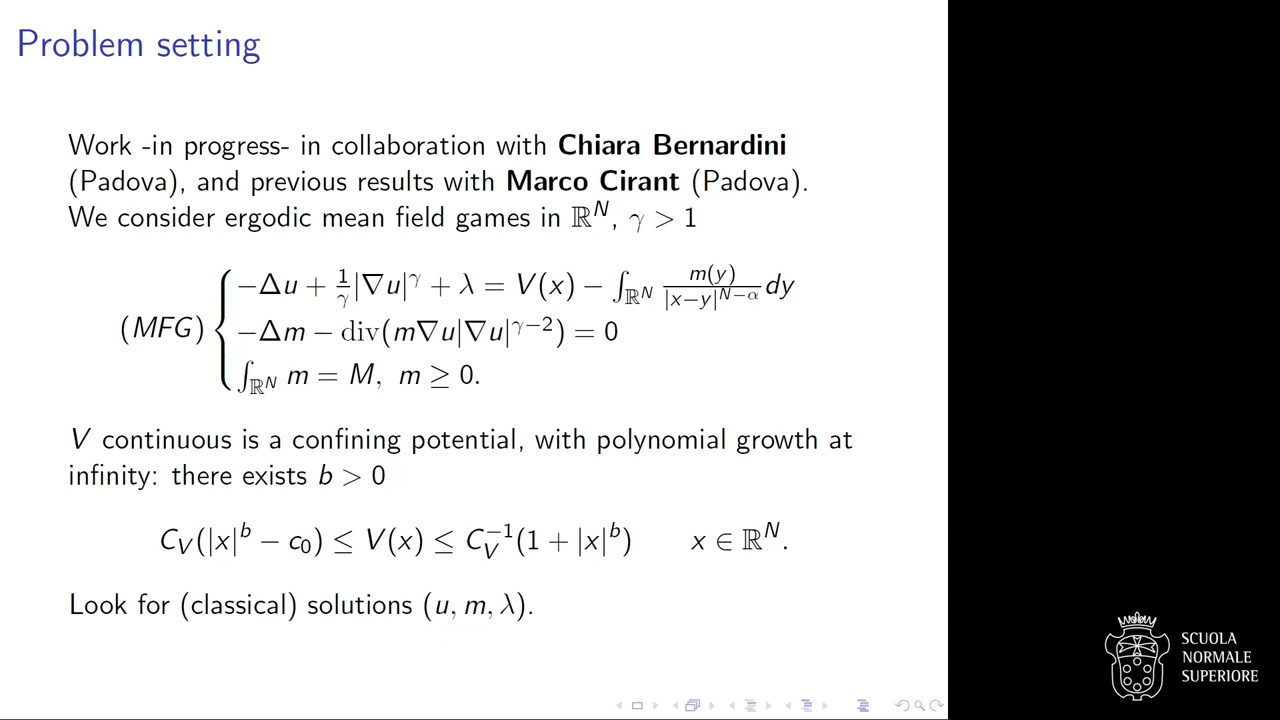 Problem setting
Work -in progress- in collaboration with Chiara Bernardini
(Padova), and previous results with Marco Cirant (Padova).
We consider ergodic mean field games in ℝ^N, γ > 1
(MFG) { −Δu + 1/γ |∇u|^γ + λ = V(x) − ∫_{ℝ^N} m(y)/|x−y|^{N−α} dy
−Δm − div(m∇u|∇u|^{γ−2}) = 0
∫_{ℝ^N} m = M, m ≥ 0.
V continuous is a confining potential, with polynomial growth at
infinity: there exists b > 0
C_V(|x|^b − c_0) ≤ V(x) ≤ C_V^{−1}(1 + |x|^b) x ∈ ℝ^N.
Look for (classical) solutions (u, m, λ).
SCUOLA
NORMALE
SUPERIORE